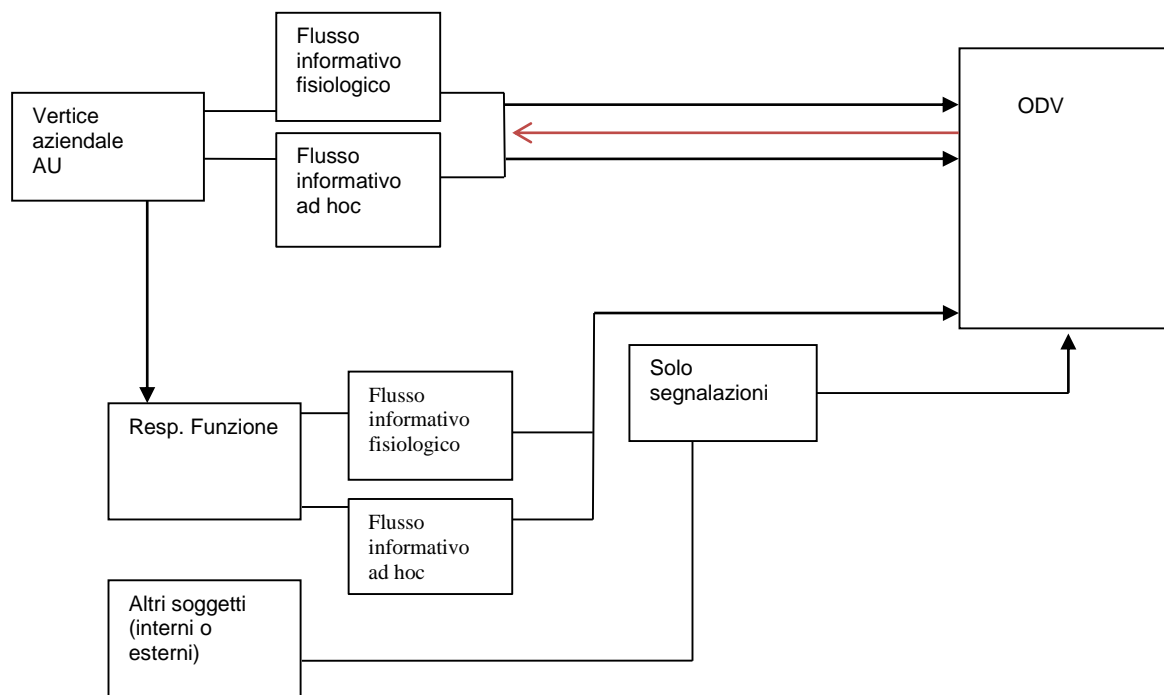 Flusso
informativo
fisiologico
Vertice
aziendale
AU
Flusso
informativo
ad hoc
ODV
Resp. Funzione
Flusso
informativo
fisiologico
Solo
segnalazioni
Flusso
informativo
ad hoc
Altri soggetti
(interni o
esterni)